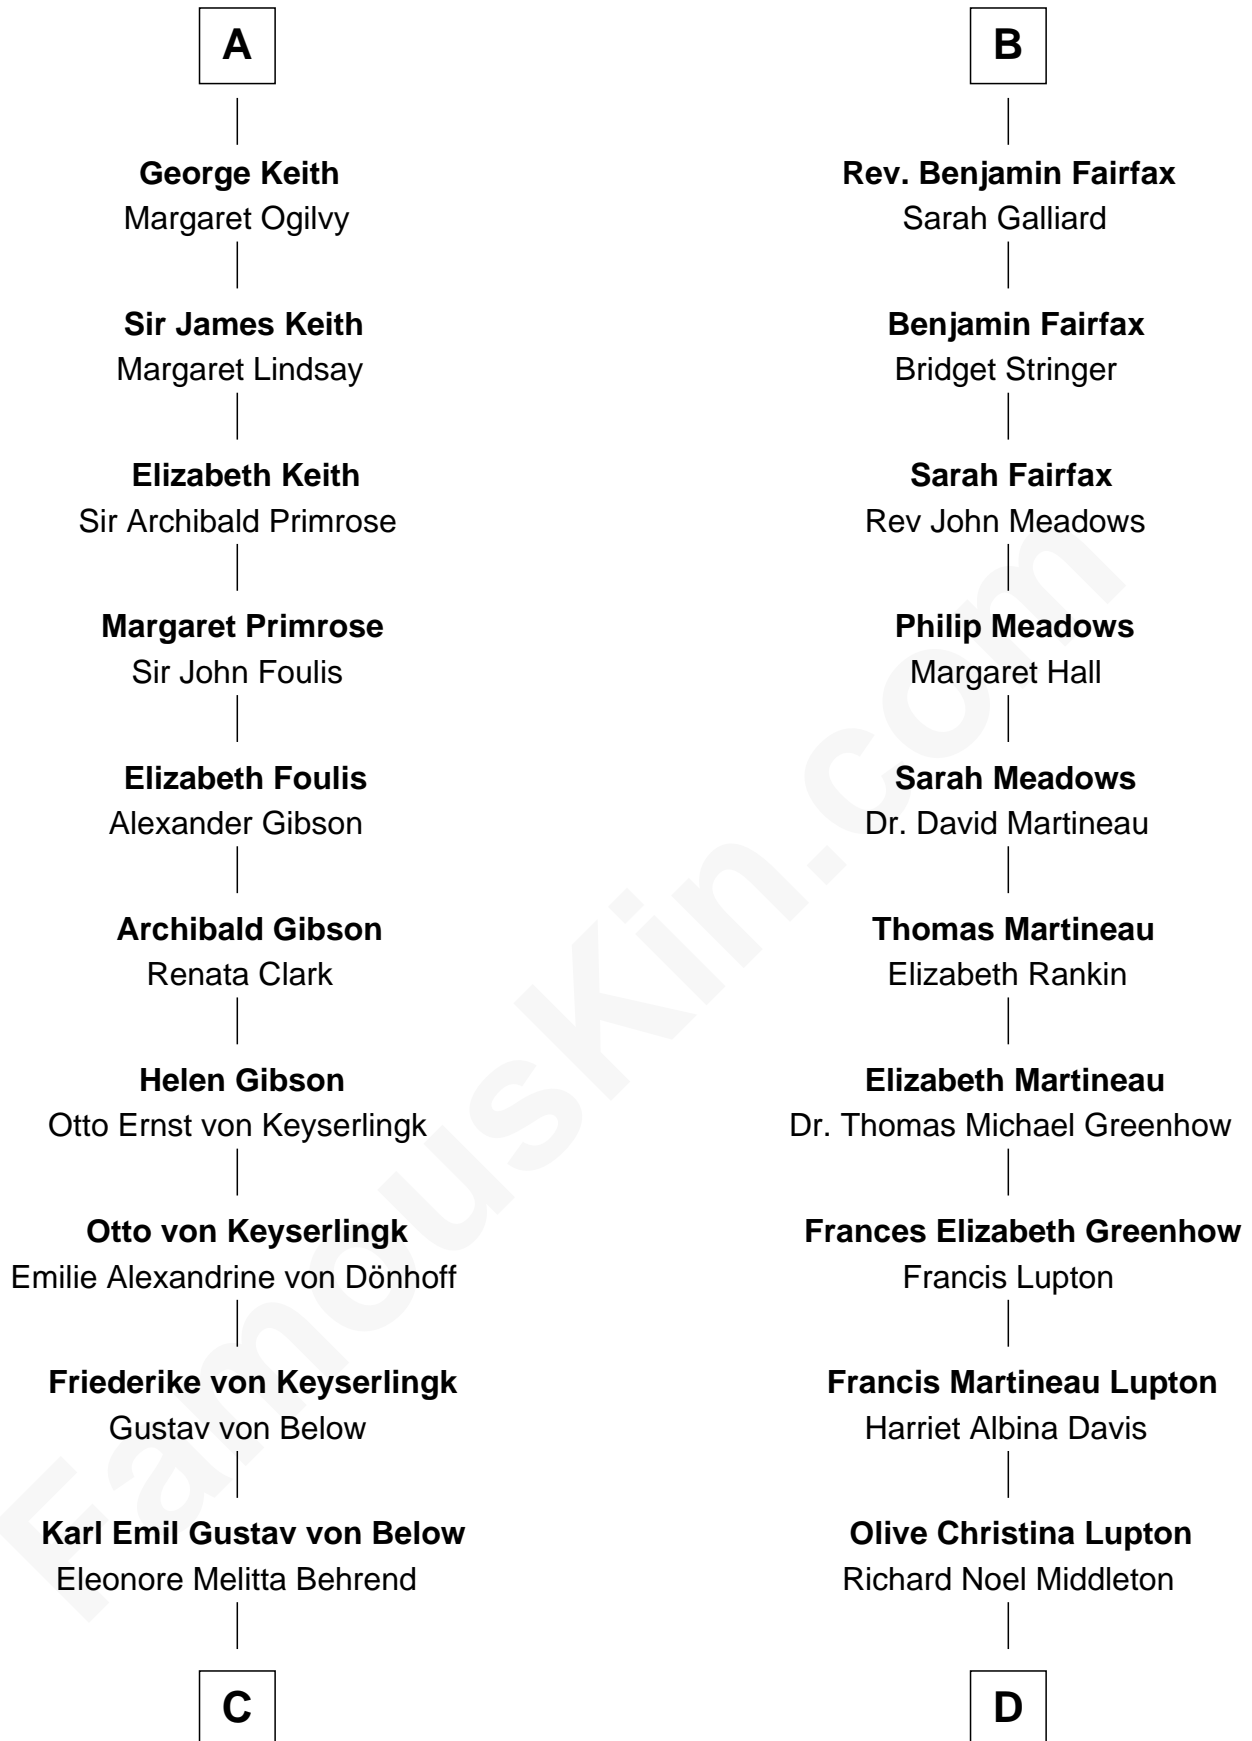 A
George Keith
Margaret Ogilvy
Sir James Keith
Margaret Lindsay
Elizabeth Keith
Sir Archibald Primrose
Margaret Primrose
Sir John Foulis
Elizabeth Foulis
Alexander Gibson
Archibald Gibson
Renata Clark
Helen Gibson
Otto Ernst von Keyserlingk
Otto von Keyserlingk
Emilie Alexandrine von Dönhoff
Friederike von Keyserlingk
Gustav von Below
Karl Emil Gustav von Below
Eleonore Melitta Behrend
C
B
Rev. Benjamin Fairfax
Sarah Galliard
Benjamin Fairfax
Bridget Stringer
Sarah Fairfax
Rev John Meadows
Philip Meadows
Margaret Hall
Sarah Meadows
Dr. David Martineau
Thomas Martineau
Elizabeth Rankin
Elizabeth Martineau
Dr. Thomas Michael Greenhow
Frances Elizabeth Greenhow
Francis Lupton
Francis Martineau Lupton
Harriet Albina Davis
Olive Christina Lupton
Richard Noel Middleton
D
FamousKin.com